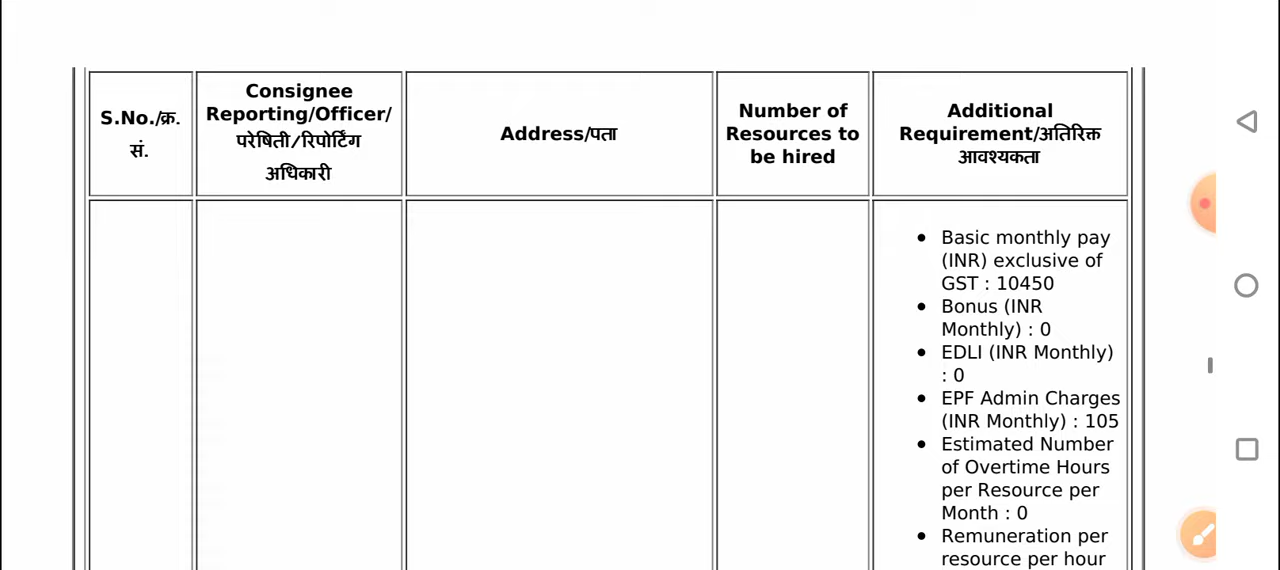 S.No./क्र.
सं.
Consignee
Reporting/Officer/
परेषिती/रिपोर्टिंग
अधिकारी
Address/पता
Number of
Resources to
be hired
Additional
Requirement/अतिरिक्त
आवश्यकता
• Basic monthly pay
(INR) exclusive of
GST : 10450
• Bonus (INR
Monthly) : 0
• EDLI (INR Monthly)
: 0
• EPF Admin Charges
(INR Monthly) : 105
• Estimated Number
of Overtime Hours
per Resource per
Month : 0
• Remuneration per
resource per hour